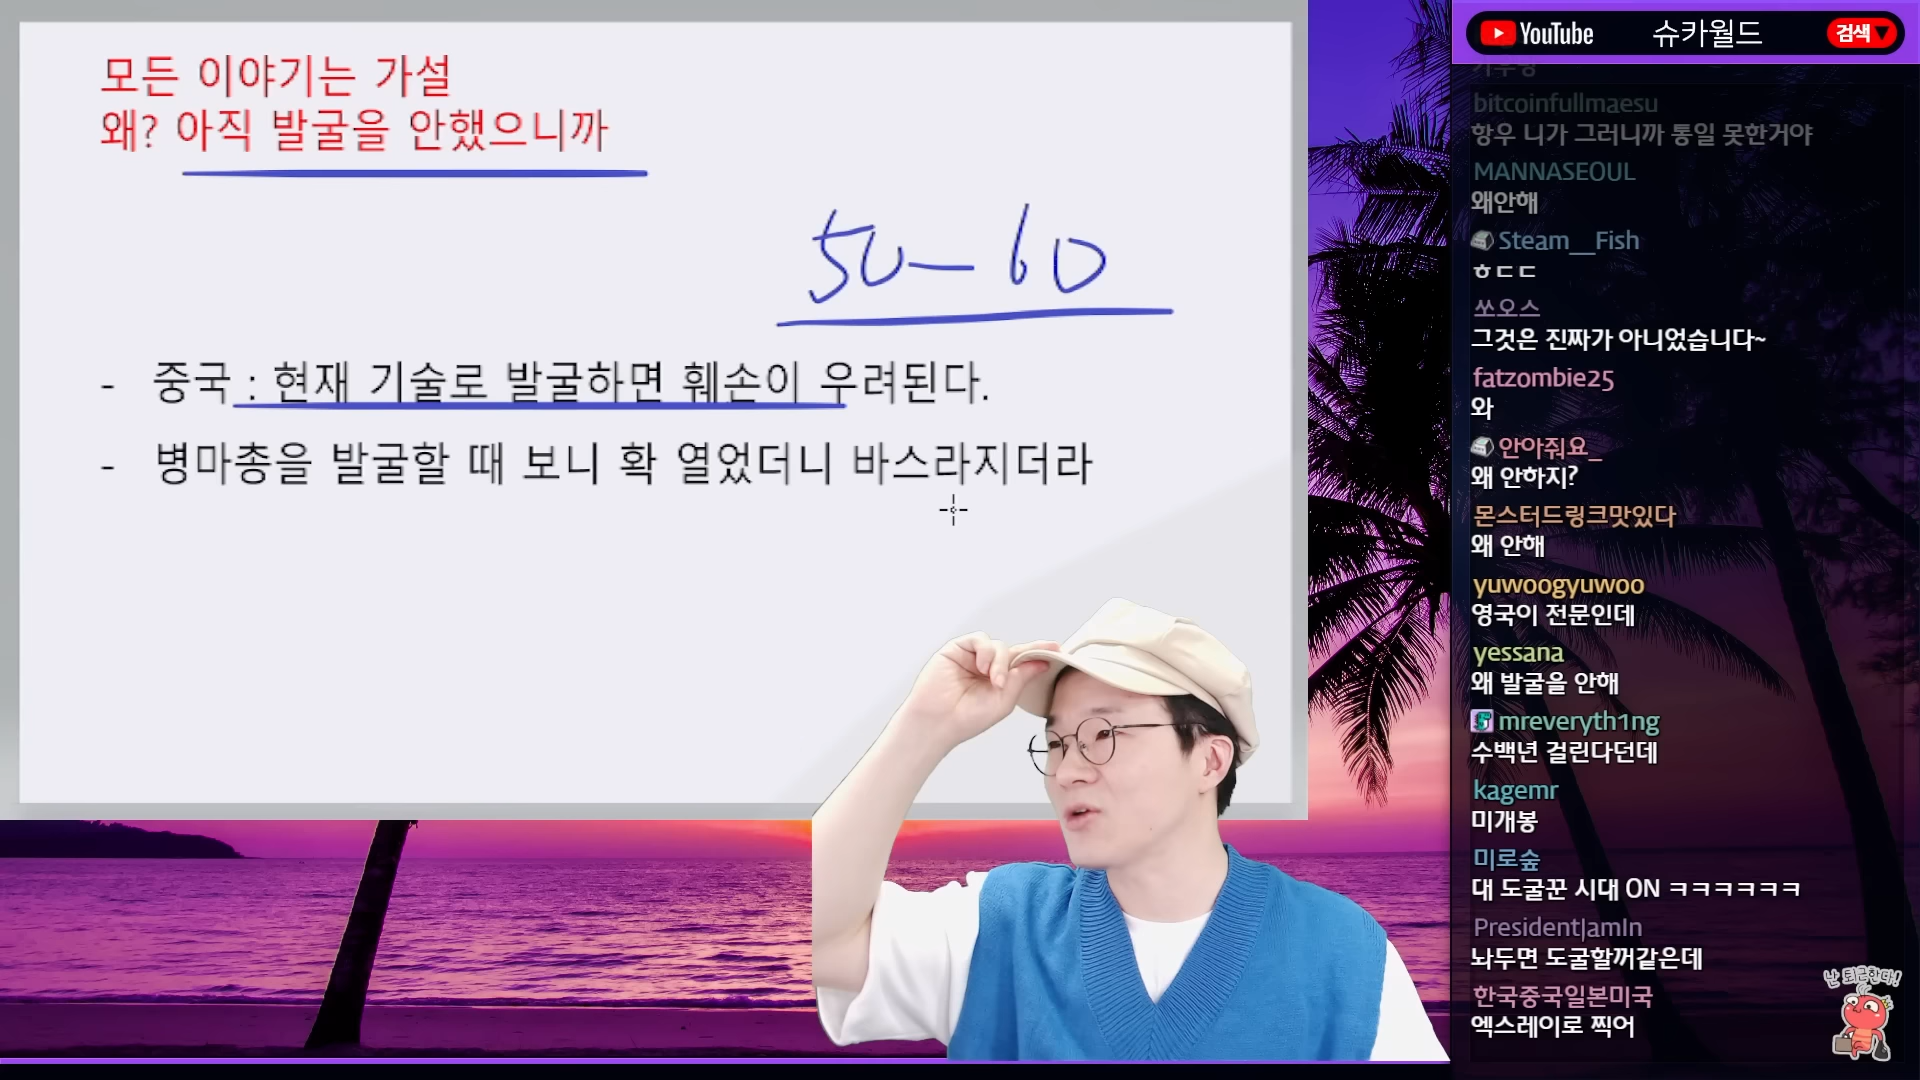 모든 이야기는 가설
왜? 아직 발굴을 안했으니까
50-60
- 중국 : 현재 기술로 발굴하면 훼손이 우려된다.
- 병마총을 발굴할 때 보니 확 열었더니 바스라지더라
YouTube 슈카월드 검색▼
bitcoinfullmaesu
항우 니가 그러니까 통일 못한거야
MANNASEOUL
왜안해
Steam__Fish
ㅎㄷㄷ
쏘오스
그것은 진짜가 아니었습니다~
fatzombie25
와
안아줘요_
왜 안하지?
몬스터드링크맛있다
왜 안해
yuwoogyuwoo
영국이 전문인데
yessana
왜 발굴을 안해
mreveryth1ng
수백년 걸린다던데
kagemr
미개봉
미로숲
대 도굴꾼 시대 ON ㅋㅋㅋㅋㅋㅋ
PresidentJamIn
놔두면 도굴할꺼같은데
한국중국일본미국
엑스레이로 찍어
난 퇴근한다!